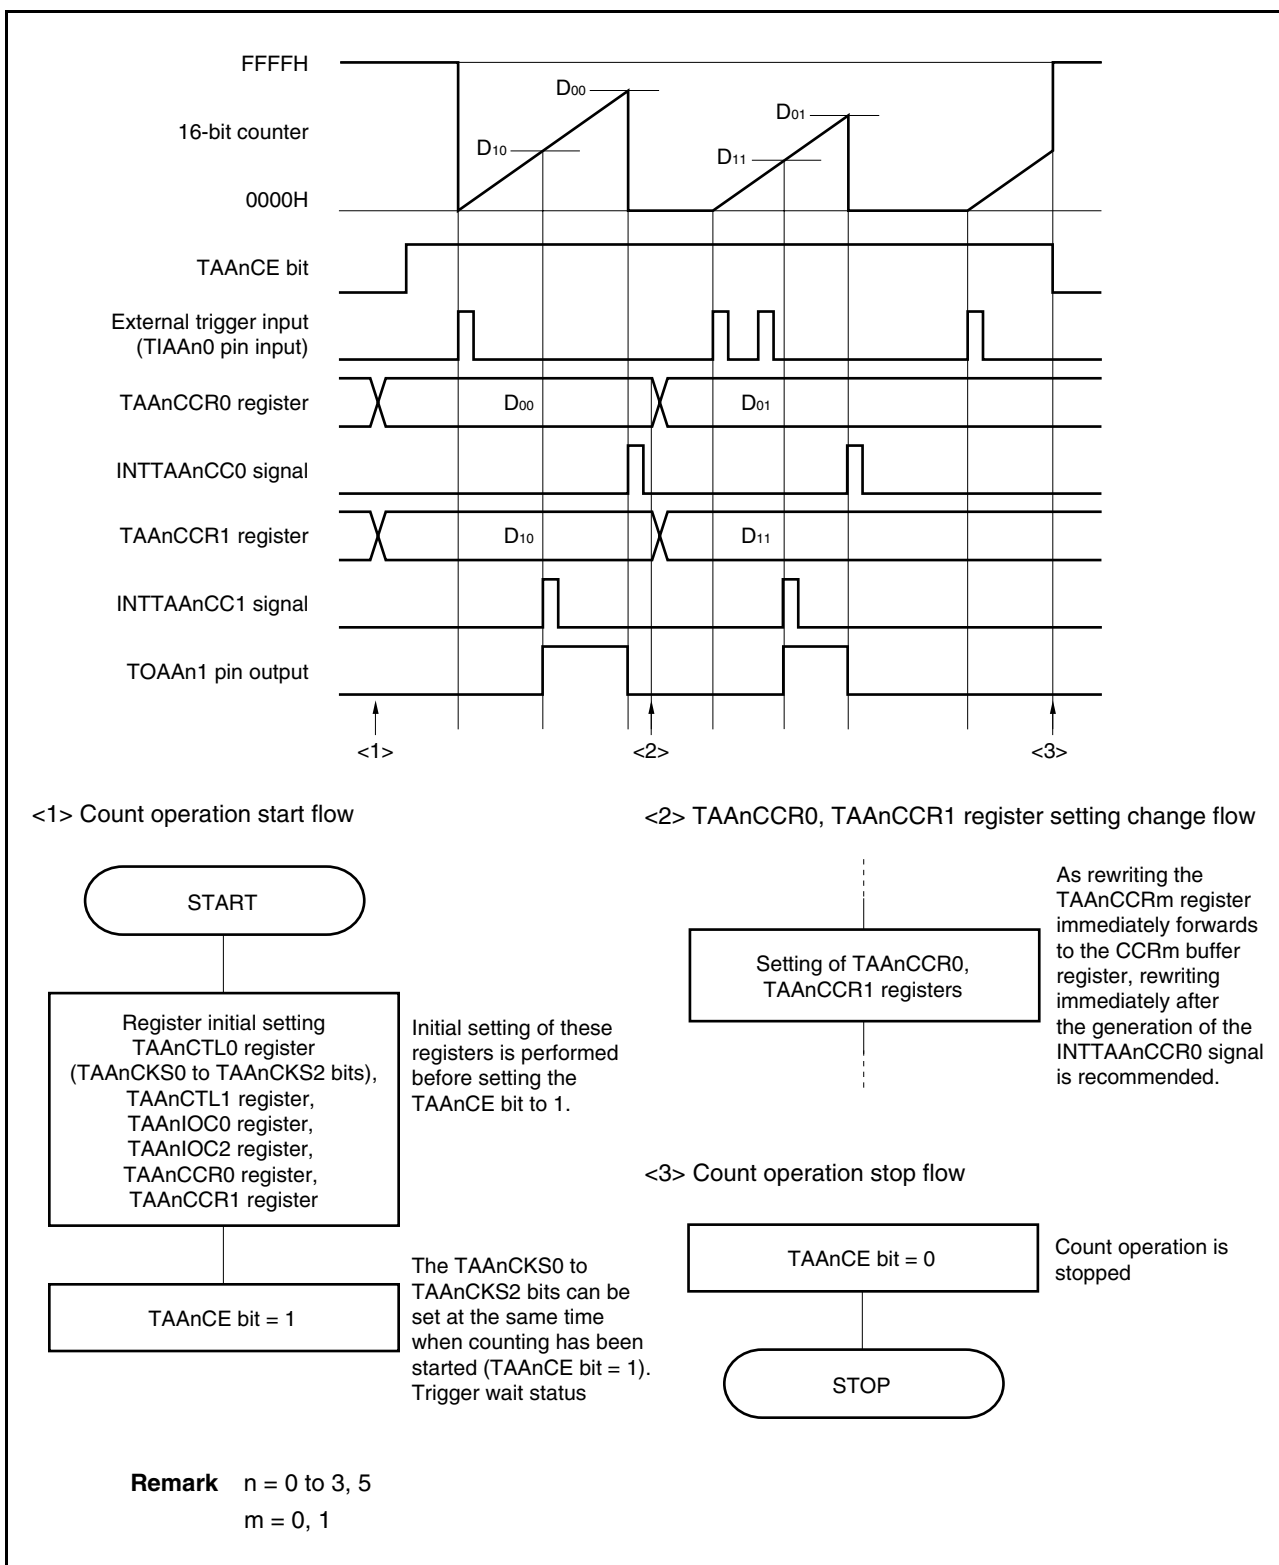 FFFFH
D00
D01
16-bit counter
D10
D11
0000H
TAAnCE bit
External trigger input
(TIAAn0 pin input)
TAAnCCR0 register
D00
D01
INTTAAnCC0 signal
TAAnCCR1 register
D10
D11
INTTAAnCC1 signal
TOAAn1 pin output
<1>
<2>
<3>
<1> Count operation start flow
START
Register initial setting
TAAnCTL0 register
(TAAnCKS0 to TAAnCKS2 bits),
TAAnCTL1 register,
TAAnIOC0 register,
TAAnIOC2 register,
TAAnCCR0 register,
TAAnCCR1 register
Initial setting of these
registers is performed
before setting the
TAAnCE bit to 1.
TAAnCE bit = 1
The TAAnCKS0 to
TAAnCKS2 bits can be
set at the same time
when counting has been
started (TAAnCE bit = 1).
Trigger wait status
<2> TAAnCCR0, TAAnCCR1 register setting change flow
Setting of TAAnCCR0,
TAAnCCR1 registers
As rewriting the
TAAnCCRm register
immediately forwards
to the CCRm buffer
register, rewriting
immediately after
the generation of the
INTTAAnCCR0 signal
is recommended.
<3> Count operation stop flow
TAAnCE bit = 0
Count operation is
stopped
STOP
Remark n = 0 to 3, 5
m = 0, 1